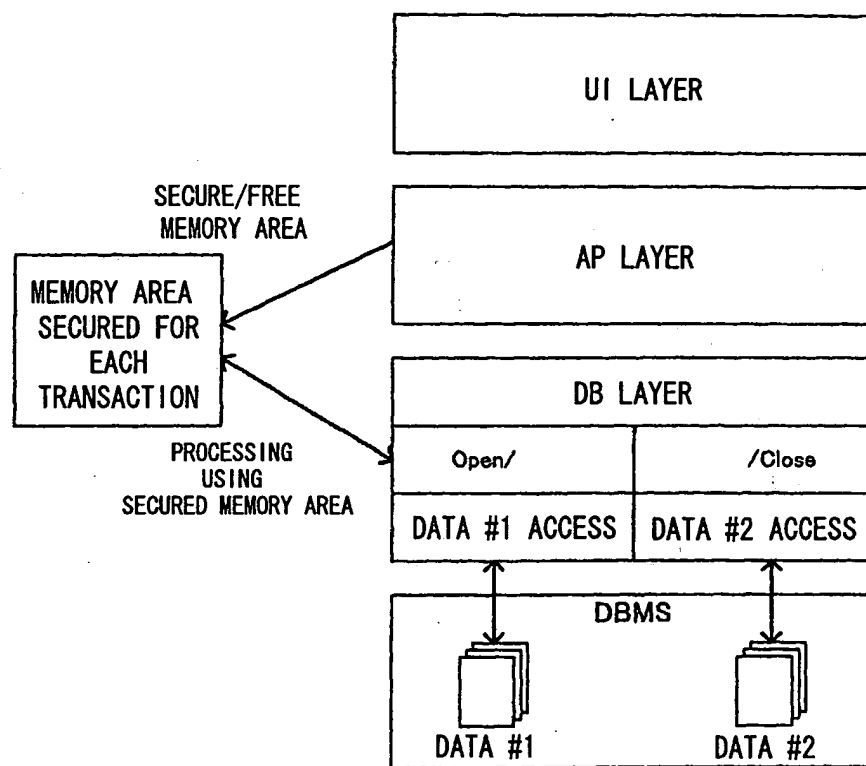 UI LAYER
SECURE/FREE
MEMORY AREA
AP LAYER
MEMORY AREA
SECURED FOR
EACH
TRANSACTION
DB LAYER
PROCESSING
USING
SECURED MEMORY AREA
Open/
/Close
DATA #1 ACCESS
DATA #2 ACCESS
DBMS
DATA #1
DATA #2